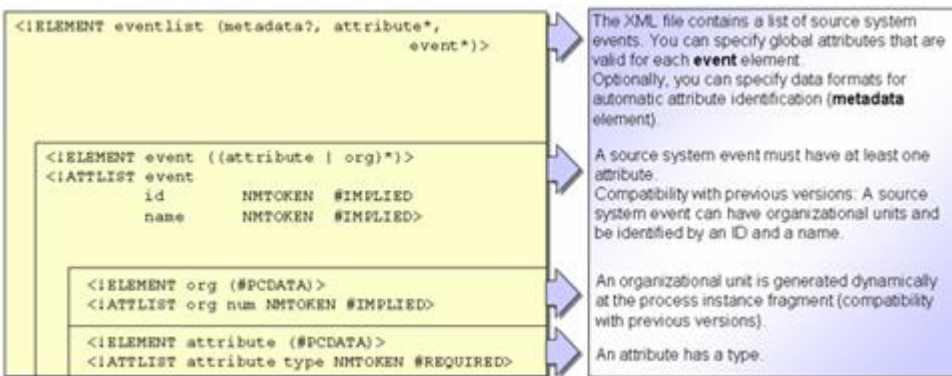 <!ELEMENT eventlist (metadata?, attribute*,
event*)>
The XML file contains a list of source system
events. You can specify global attributes that are
valid for each event element.
Optionally, you can specify data formats for
automatic attribute identification (metadata
element).
<!ELEMENT event ((attribute | org)*)>
<!ATTLIST event
id NMTOKEN #IMPLIED
name NMTOKEN #IMPLIED>
A source system event must have at least one
attribute.
Compatibility with previous versions: A source
system event can have organizational units and
be identified by an ID and a name.
<!ELEMENT org (#PCDATA)>
<!ATTLIST org num NMTOKEN #IMPLIED>
An organizational unit is generated dynamically
at the process instance fragment (compatibility
with previous versions).
<!ELEMENT attribute (#PCDATA)>
<!ATTLIST attribute type NMTOKEN #REQUIRED>
An attribute has a type.